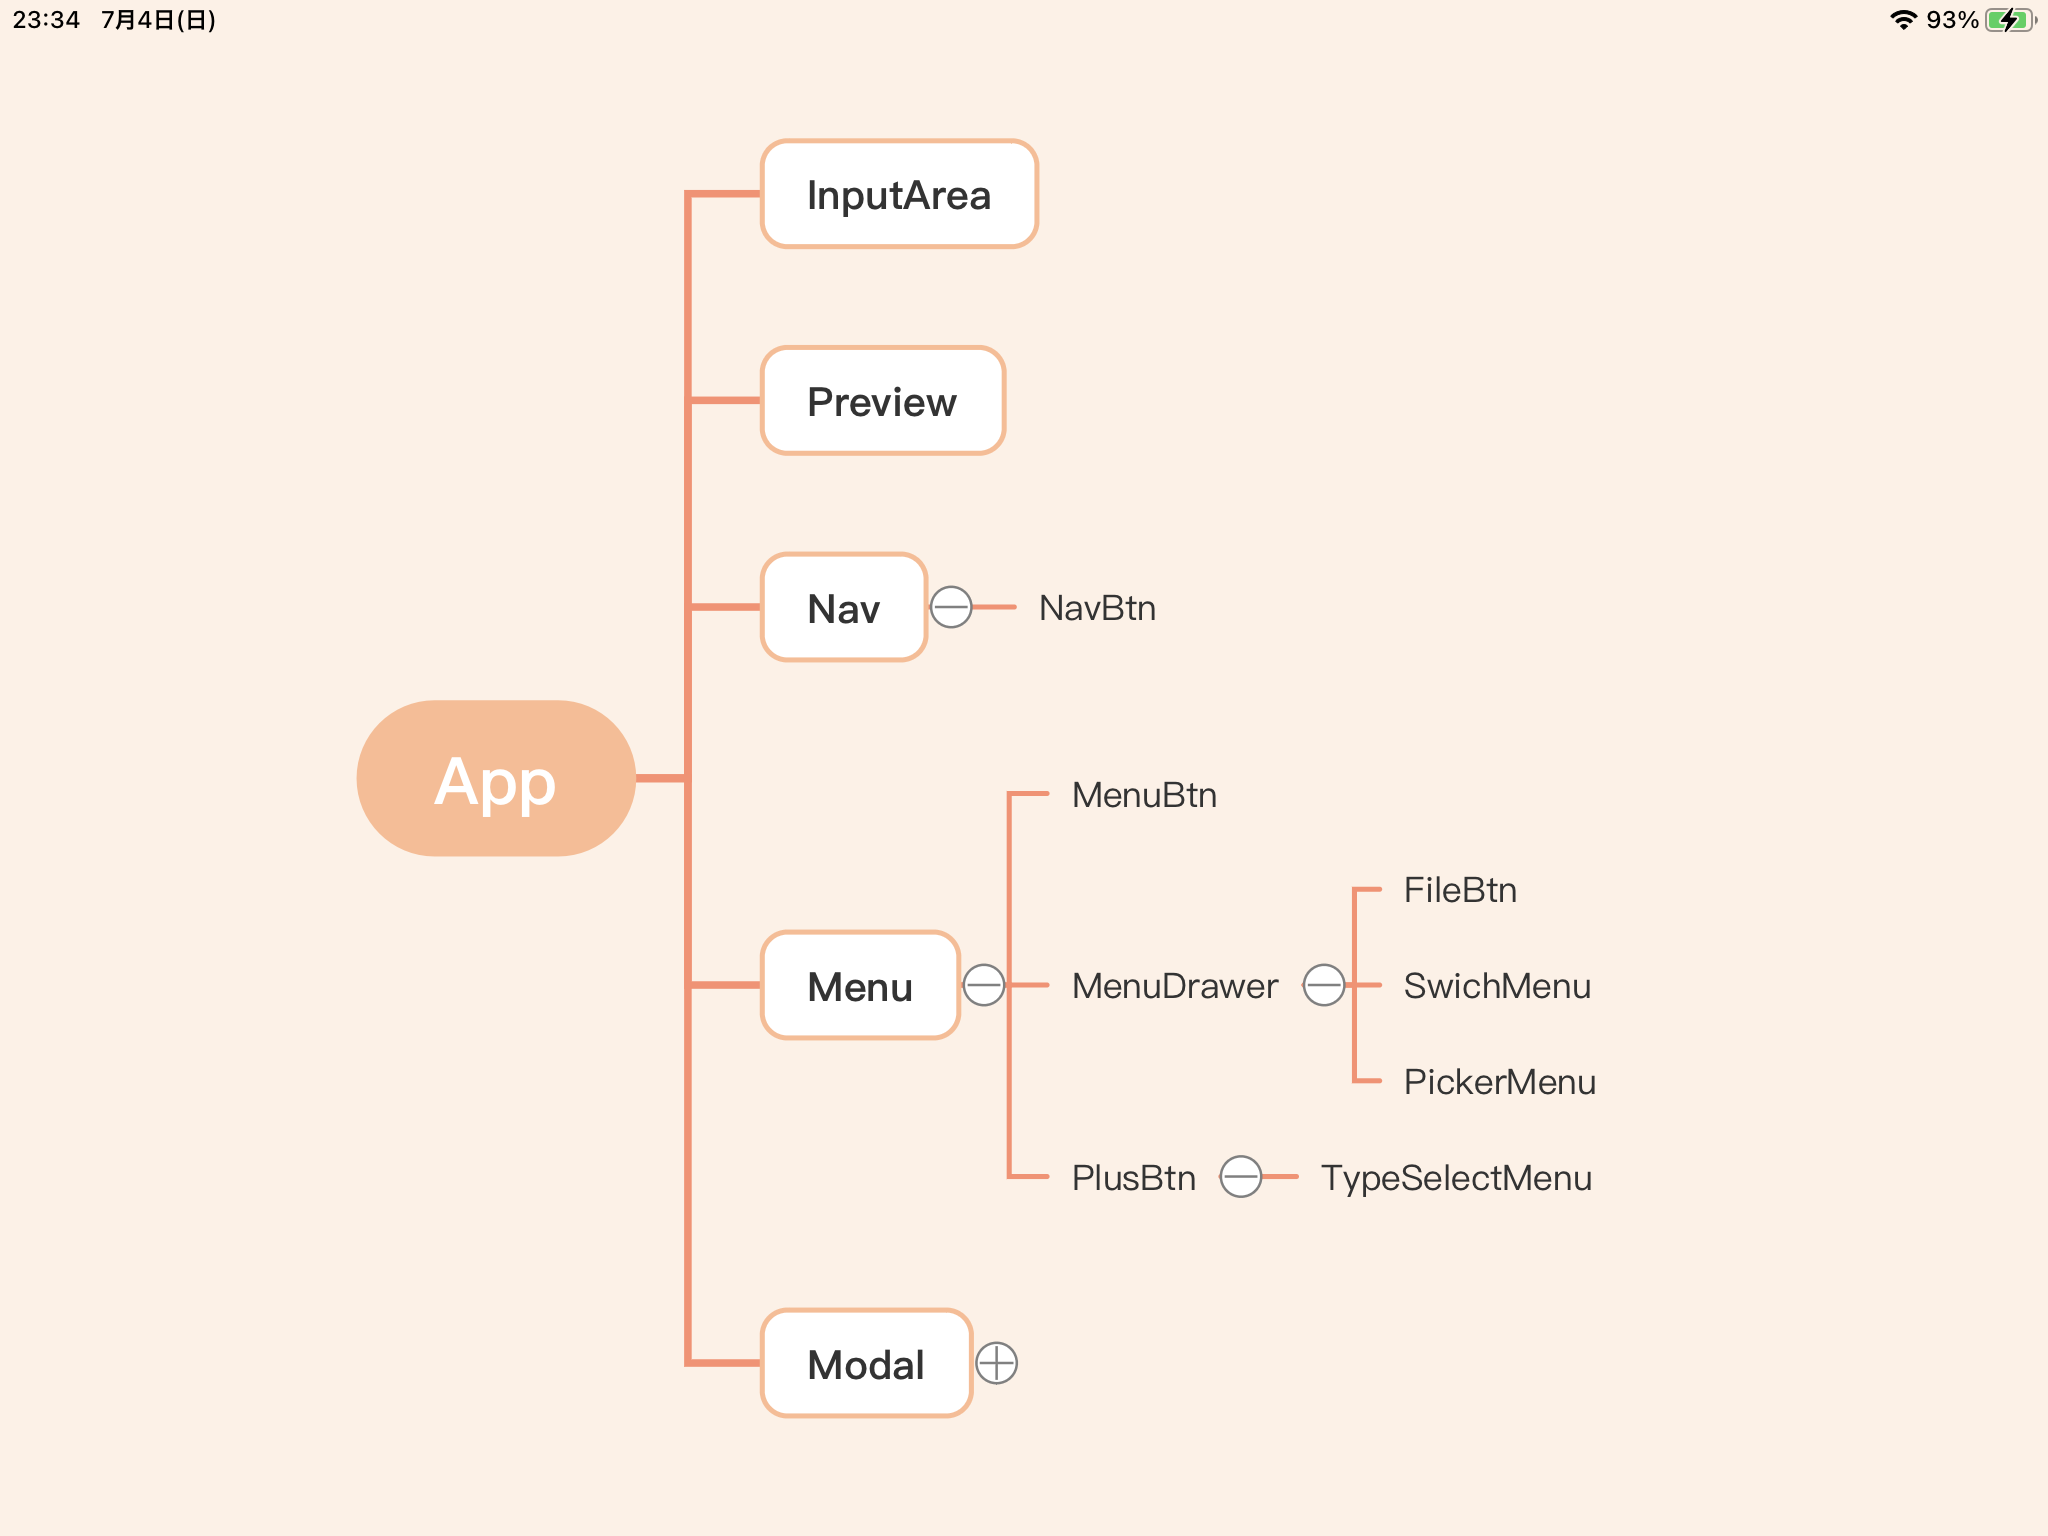 23:34 7月4日(日) 93%
InputArea
Preview
Nav
NavBtn
App
MenuBtn
FileBtn
Menu
MenuDrawer
SwichMenu
PickerMenu
PlusBtn
TypeSelectMenu
Modal